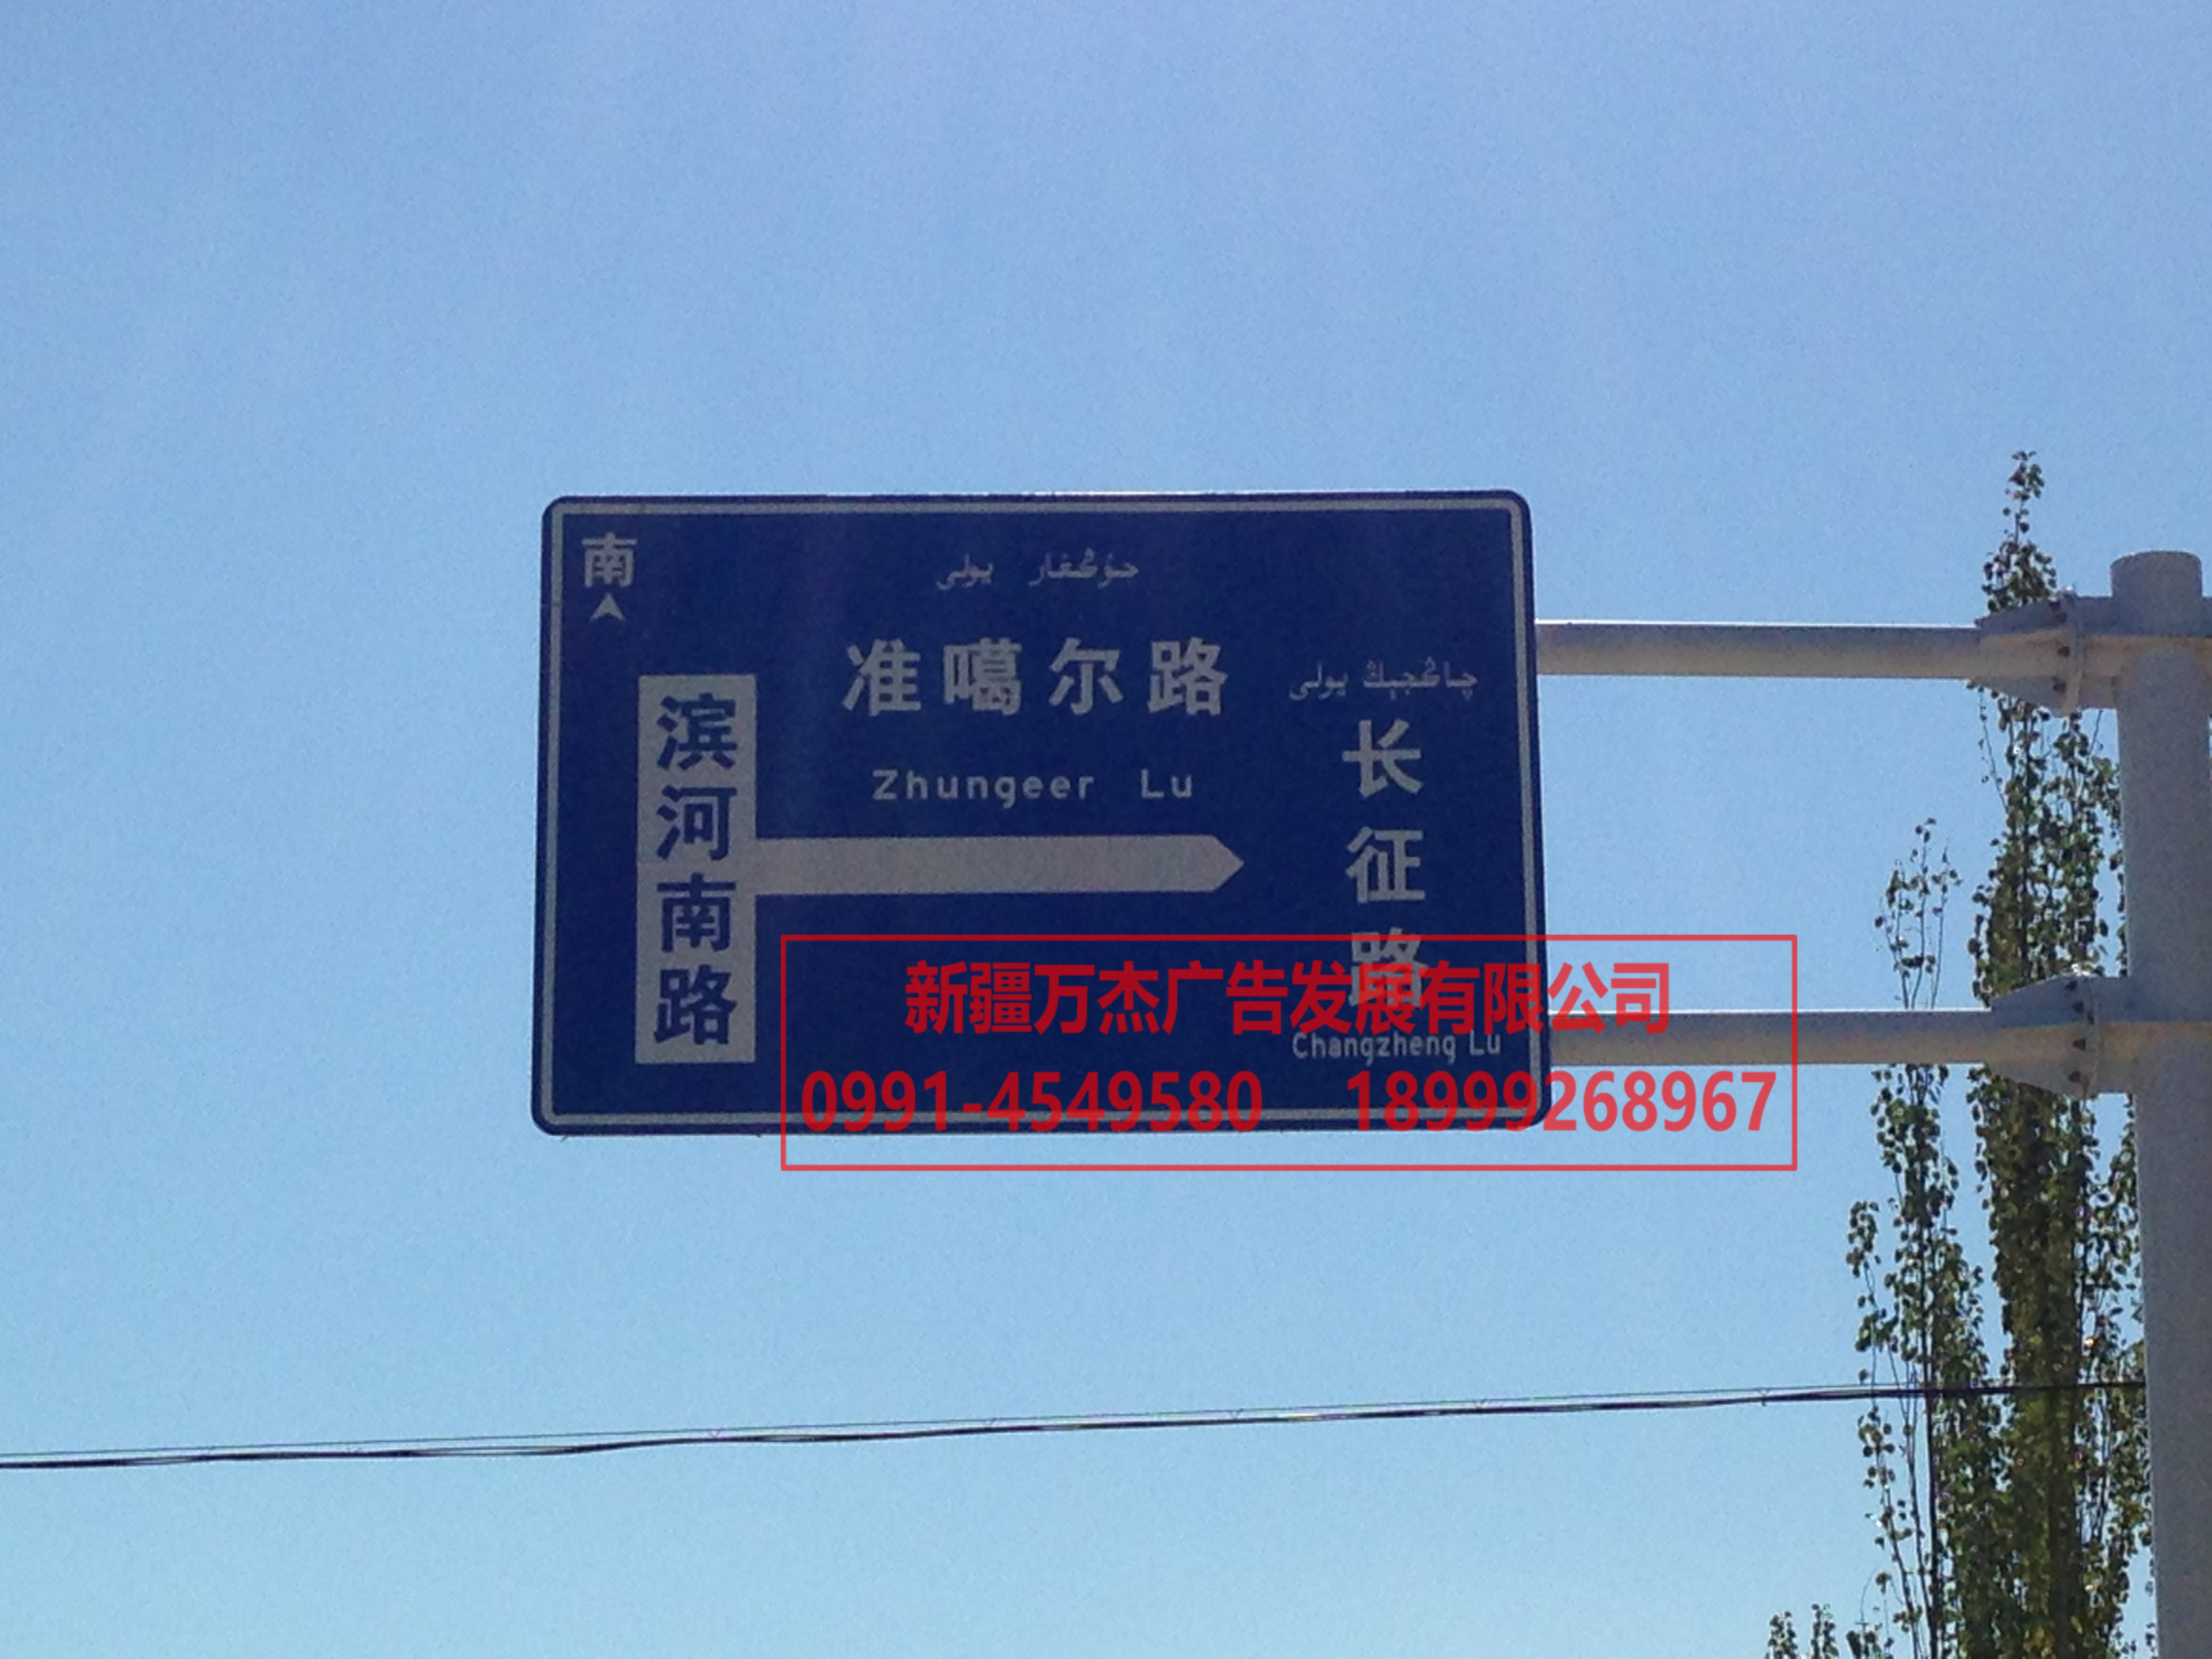 南
جۇڭغار يولى
准噶尔路
Zhungeer Lu
滨河南路
چاڭجېڭ يولى
长征路
Changzheng Lu
新疆万杰广告发展有限公司
0991-4549580 18999268967